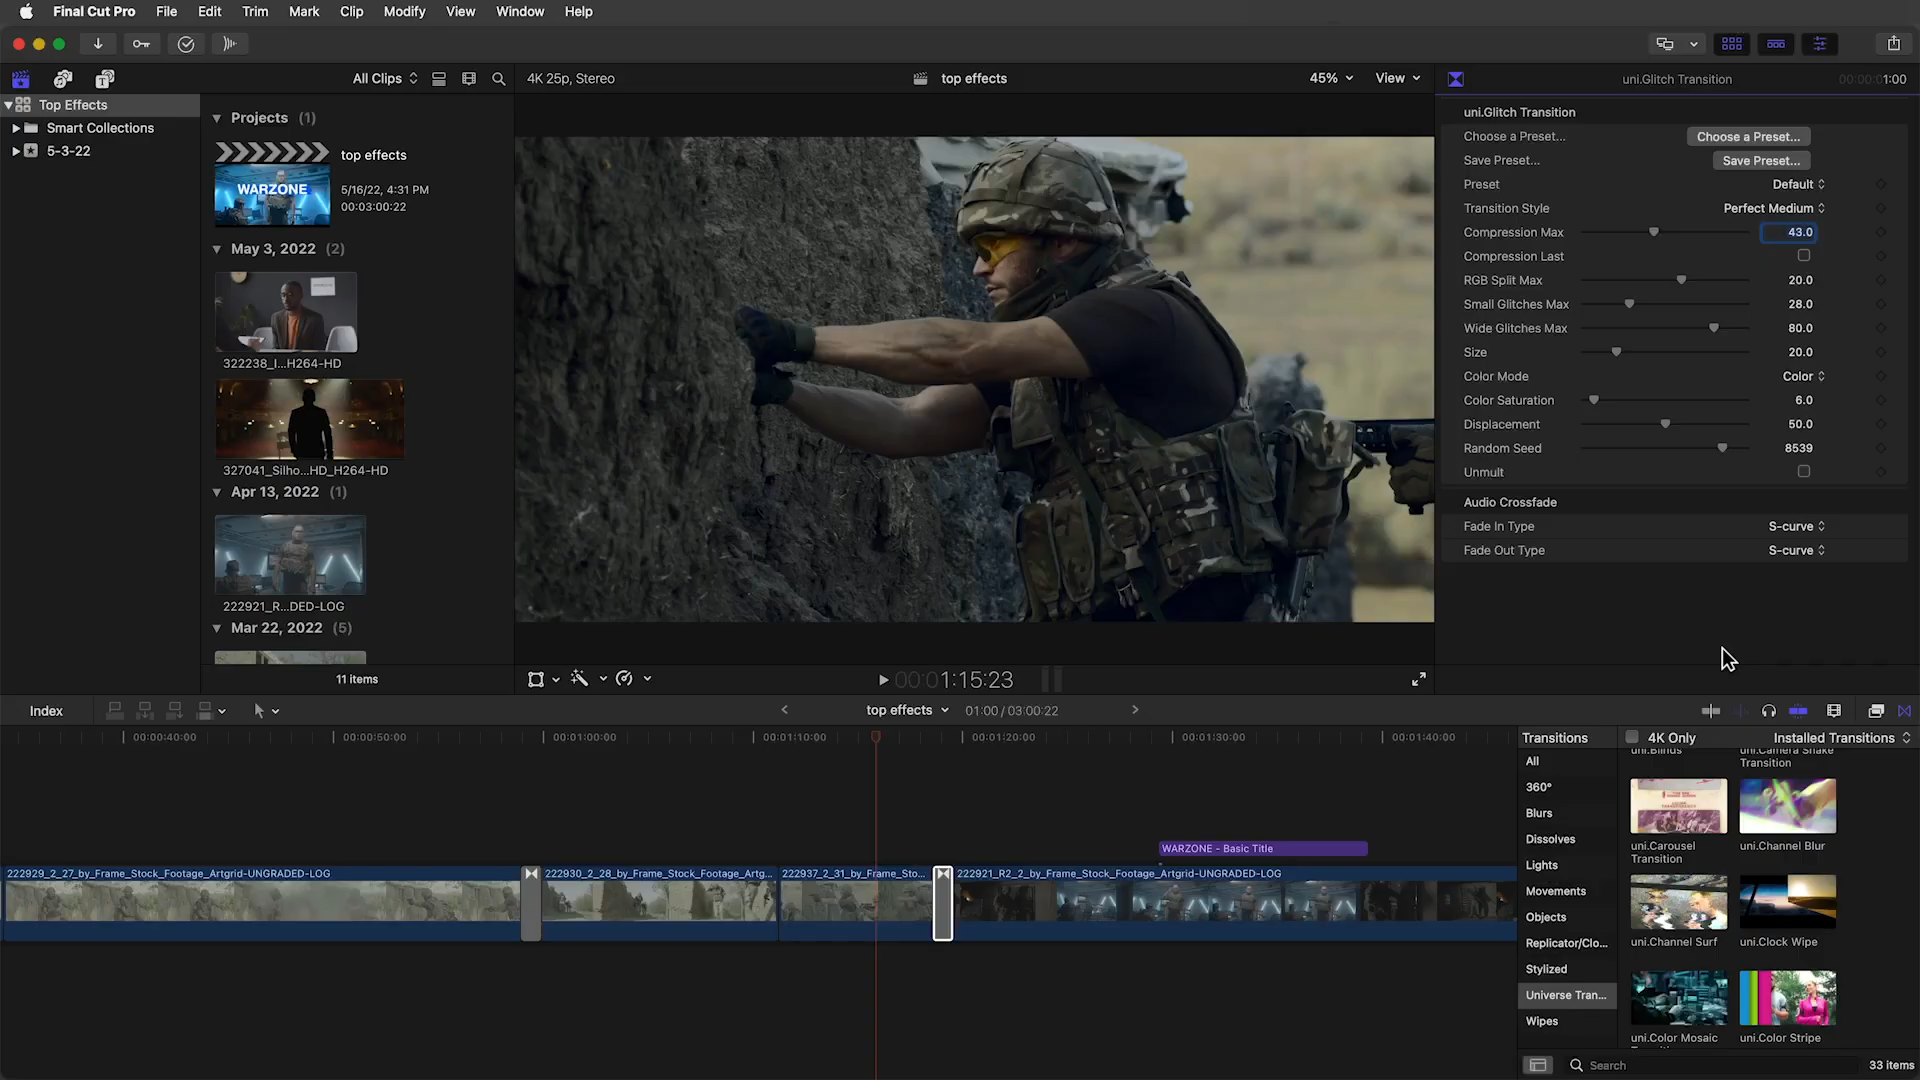 Final Cut Pro File Edit Trim Mark Clip Modify View Window Help
All Clips
4K 25p, Stereo
top effects
45%
View
uni.Glitch Transition
00:00:01:00
Top Effects
Smart Collections
5-3-22
Projects (1)
WARZONE
top effects
5/16/22, 4:31 PM
00:03:00:22
May 3, 2022 (2)
322238_I...H264-HD
327041_Silho...HD_H264-HD
Apr 13, 2022 (1)
222921_R...DED-LOG
Mar 22, 2022 (5)
11 items
uni.Glitch Transition
Choose a Preset... Choose a Preset...
Save Preset... Save Preset...
Preset Default
Transition Style Perfect Medium
Compression Max 43.0
Compression Last
RGB Split Max 20.0
Small Glitches Max 28.0
Wide Glitches Max 80.0
Size 20.0
Color Mode Color
Color Saturation 6.0
Displacement 50.0
Random Seed 8539
Unmult
Audio Crossfade
Fade In Type S-curve
Fade Out Type S-curve
00:01:15:23
Index
top effects
01:00 / 03:00:22
00:00:40:00 00:00:50:00 00:01:00:00 00:01:10:00 00:01:20:00 00:01:30:00 00:01:40:00
WARZONE - Basic Title
222929_2_27_by_Frame_Stock_Footage_Artgrid-UNGRADED-LOG
222930_2_28_by_Frame_Stock_Footage_Artg...
222937_2_31_by_Frame_Sto...
222921_R2_2_by_Frame_Stock_Footage_Artgrid-UNGRADED-LOG
Transitions
4K Only
Installed Transitions
All
360°
Blurs
Dissolves
Lights
Movements
Objects
Replicator/Clo...
Stylized
Universe Tran...
Wipes
uni.Blinds
uni.Camera Shake
Transition
uni.Carousel
Transition
uni.Channel Blur
uni.Channel Surf
uni.Clock Wipe
uni.Color Mosaic
uni.Color Stripe
Search
33 items